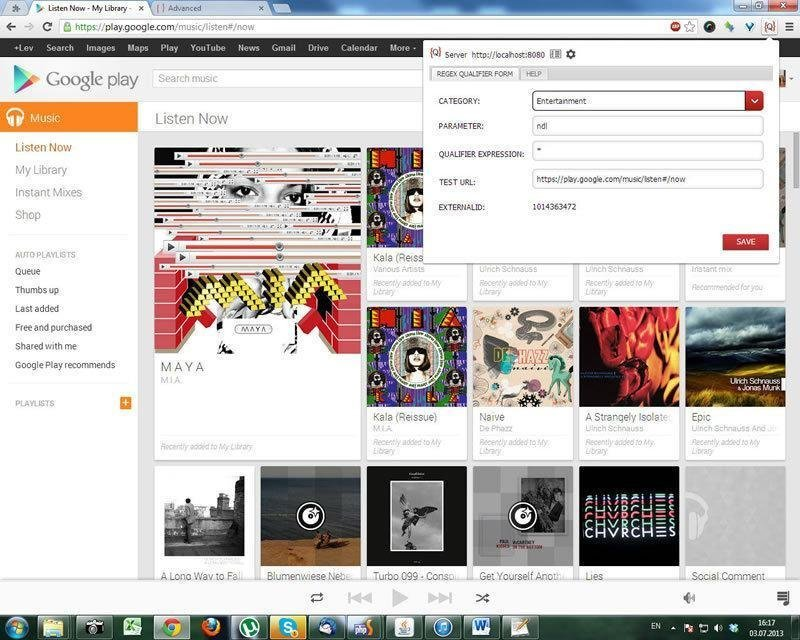 Listen Now - My Library -
Advanced
https://play.google.com/music/listen#/now
+Lev Search Images Maps Play YouTube News Gmail Drive Calendar More
Google play
Search music
{Q} Server http://localhost:8080
REGEX QUALIFIER FORM HELP
CATEGORY: Entertainment
PARAMETER: ndl
QUALIFIER EXPRESSION:
TEST URL: https://play.google.com/music/listen#/now
EXTERNALID: 1014363472
SAVE
Music
Listen Now
Listen Now
My Library
Instant Mixes
Shop
AUTO PLAYLISTS
Queue
Thumbs up
Last added
Free and purchased
Shared with me
Google Play recommends
PLAYLISTS
MAYA
M A Y A
M.I.A.
Recently added to My Library
Kala (Reissue)
Various Artists
Recently added to My
Library
Ulrich Schnauss
Recently added to My
Library
Ulrich Schnauss
Recently added to My
Library
Instant mix
Recommended for you
Kala (Reissue)
M.I.A.
Recently added to My
Library
DE PHAZZ
naive
Naive
De Phazz
Recently added to My
Library
A Strangely Isolate
Ulrich Schnauss
Recently added to My
Library
Ulrich Schnauss
& Jonas Munk
Epic
Ulrich Schnauss And Jo
Recently added to My
Library
A Long Way to Fall
Blumenwiese Nebe
Turbo 099 - Consp
PAUL McCARTNEY
KISSES ON THE BOTTOM
Get Yourself Anoth
CHVRCHES
Lies
Social Comment
EN
16:17
03.07.2013